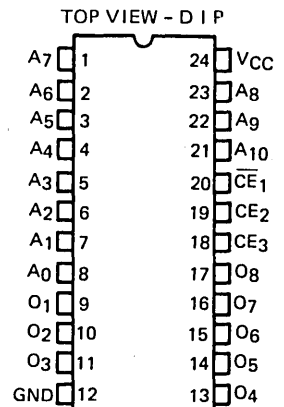 TOP VIEW - DIP
A7 1 24 VCC
A6 2 23 A8
A5 3 22 A9
A4 4 21 A10
A3 5 20 C̅E̅1
A2 6 19 CE2
A1 7 18 CE3
A0 8 17 O8
O1 9 16 O7
O2 10 15 O6
O3 11 14 O5
GND 12 13 O4